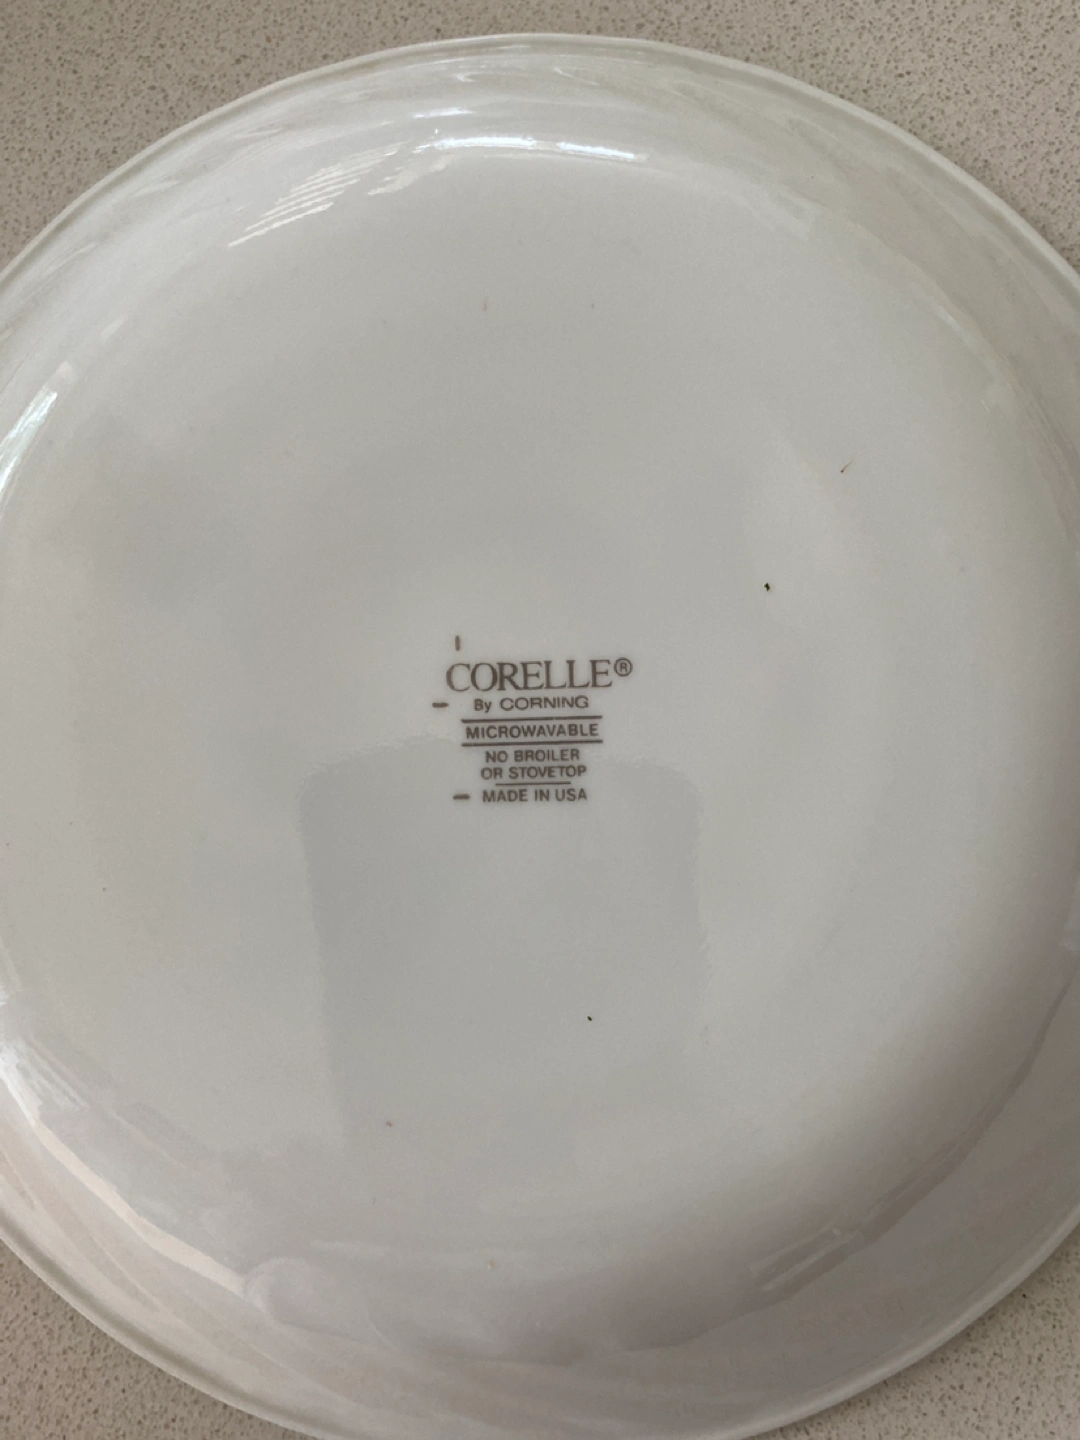 CORELLE®
By CORNING
MICROWAVABLE
NO BROILER
OR STOVETOP
MADE IN USA